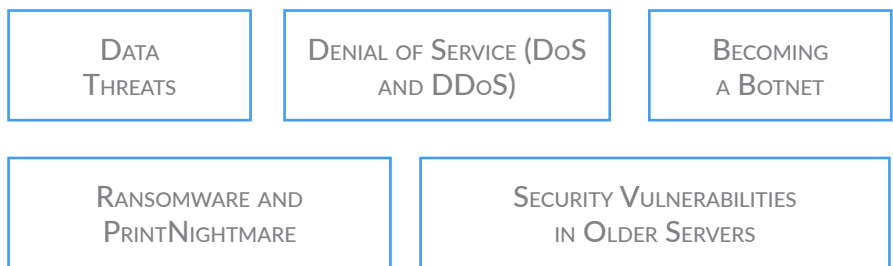 Data
Threats
Denial of Service (DoS
and DDoS)
Becoming
a Botnet
Ransomware and
PrintNightmare
Security Vulnerabilities
in Older Servers